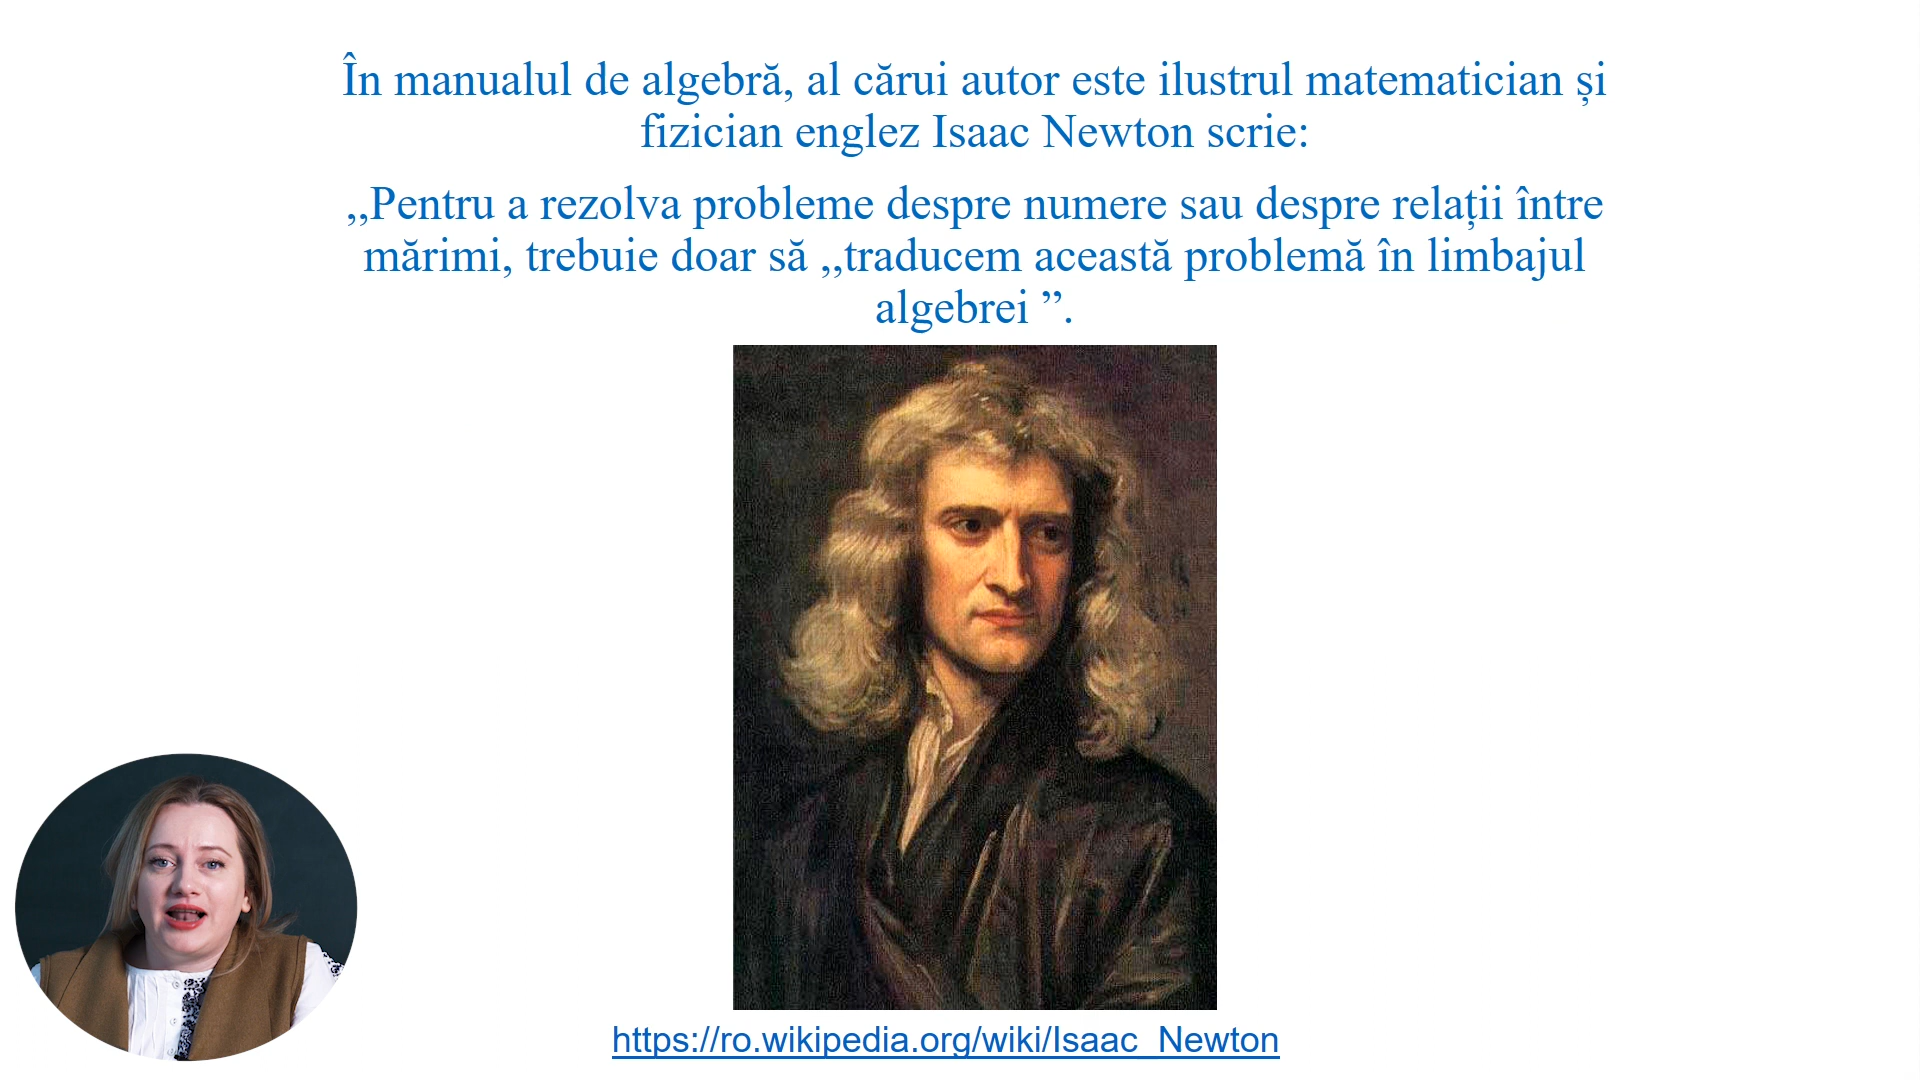 În manualul de algebră, al cărui autor este ilustrul matematician și
fizician englez Isaac Newton scrie:
,,Pentru a rezolva probleme despre numere sau despre relații între
mărimi, trebuie doar să ,,traducem această problemă în limbajul
algebrei ”.
https://ro.wikipedia.org/wiki/Isaac_Newton